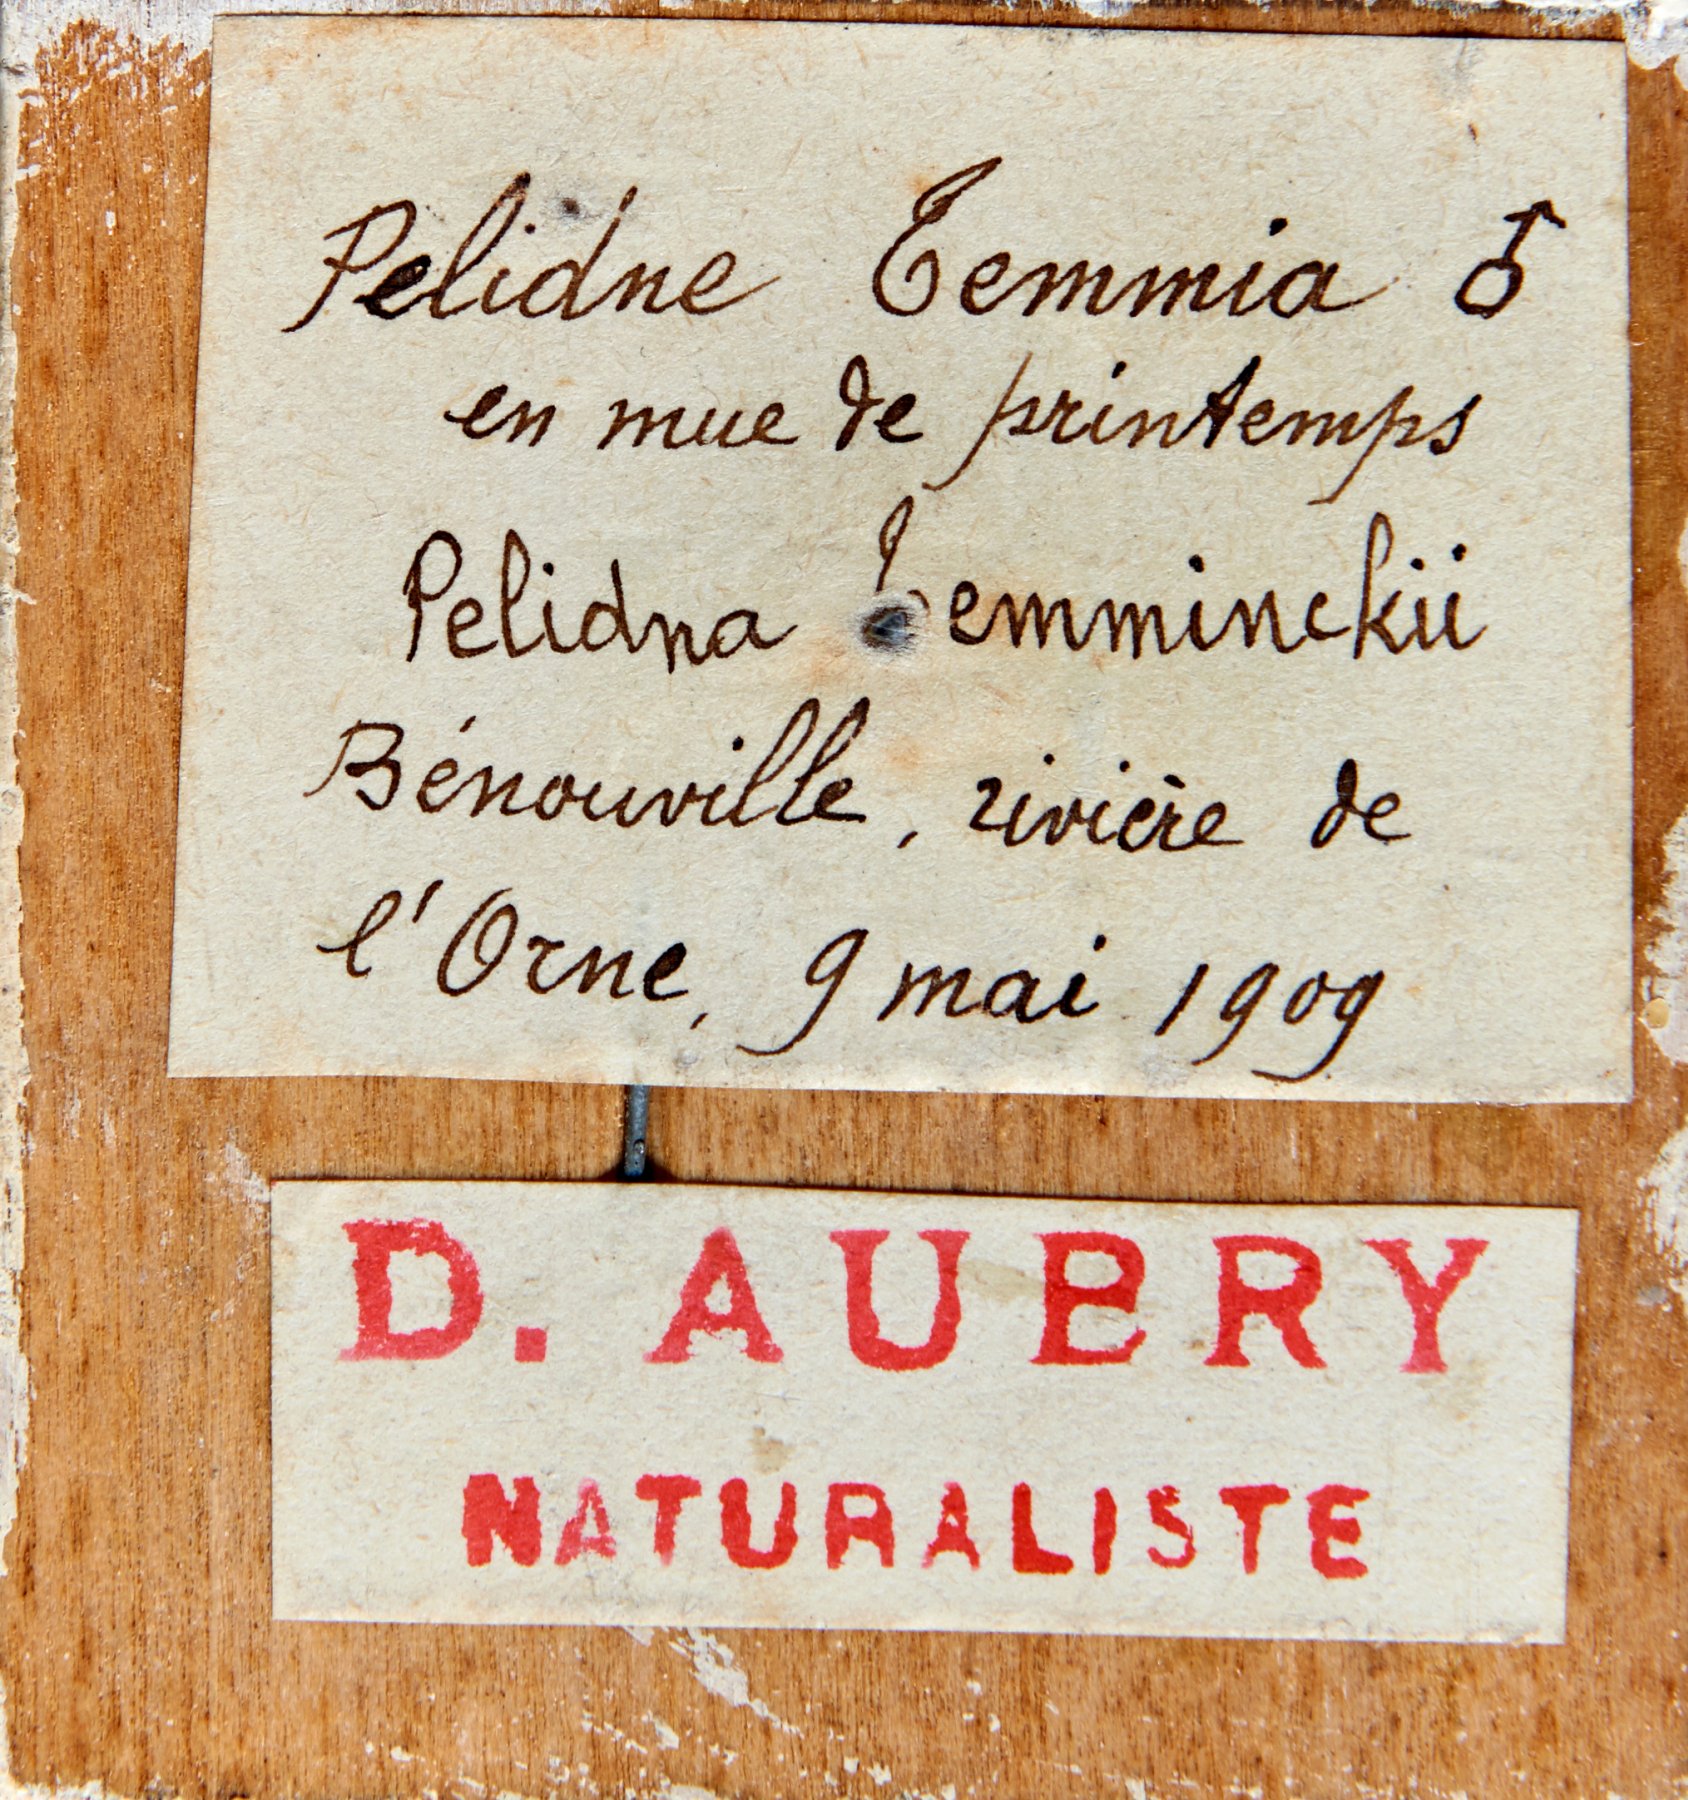 Pelidne Temmia ♂
en mue de printemps
Pelidna Temminckii
Bénouville, rivière de
l'Orne, 9 mai 1909
D. AUBRY
NATURALISTE